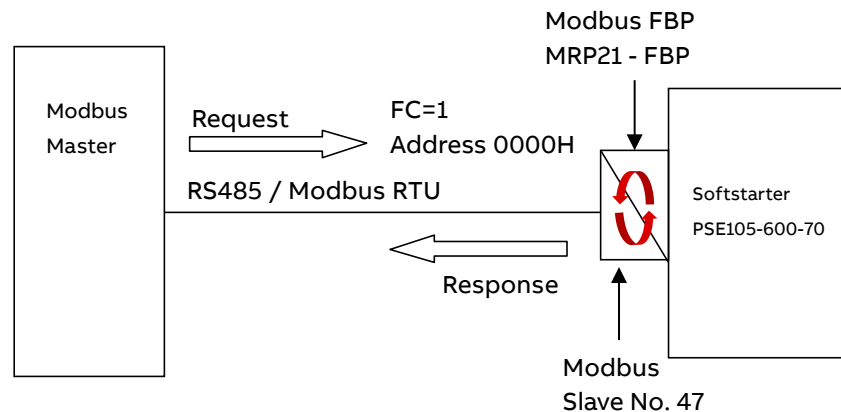 Modbus FBP
MRP21 - FBP
Modbus
Master
Request
FC=1
Address 0000H
RS485 / Modbus RTU
Softstarter
PSE105-600-70
Response
Modbus
Slave No. 47